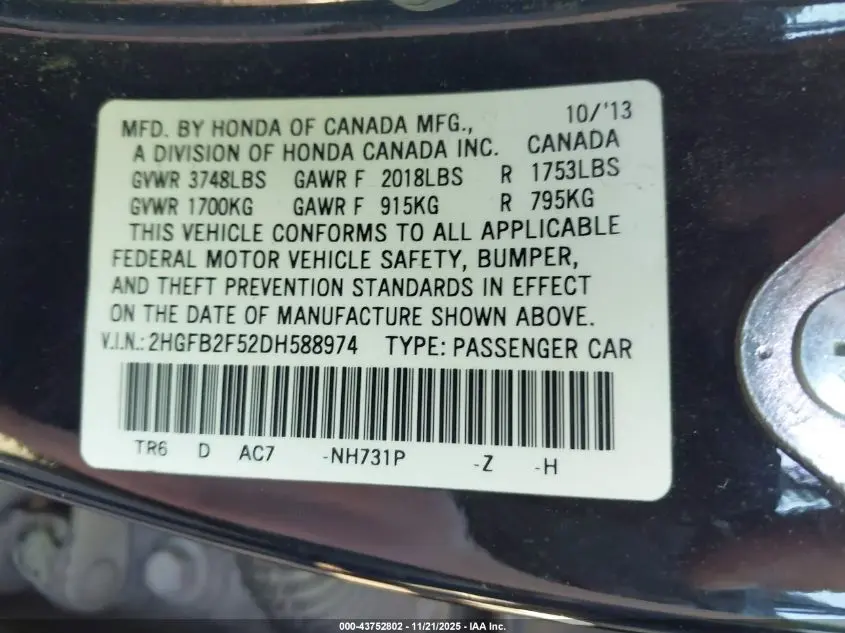 10/'13
MFD. BY HONDA OF CANADA MFG.,
A DIVISION OF HONDA CANADA INC. CANADA
GVWR 3748LBS GAWR F 2018LBS R 1753LBS
GVWR 1700KG GAWR F 915KG R 795KG
THIS VEHICLE CONFORMS TO ALL APPLICABLE
FEDERAL MOTOR VEHICLE SAFETY, BUMPER,
AND THEFT PREVENTION STANDARDS IN EFFECT
ON THE DATE OF MANUFACTURE SHOWN ABOVE.
V.I.N.: 2HGFB2F52DH588974 TYPE: PASSENGER CAR
TR6 D AC7 -NH731P -Z -H
000-43752802 - 11/21/2025 - IAA Inc.